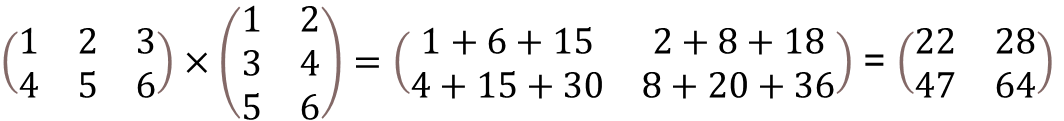 (1 2 3
4 5 6) × (1 2
3 4
5 6) = (1 + 6 + 15 2 + 8 + 18
4 + 15 + 30 8 + 20 + 36) = (22 28
47 64)